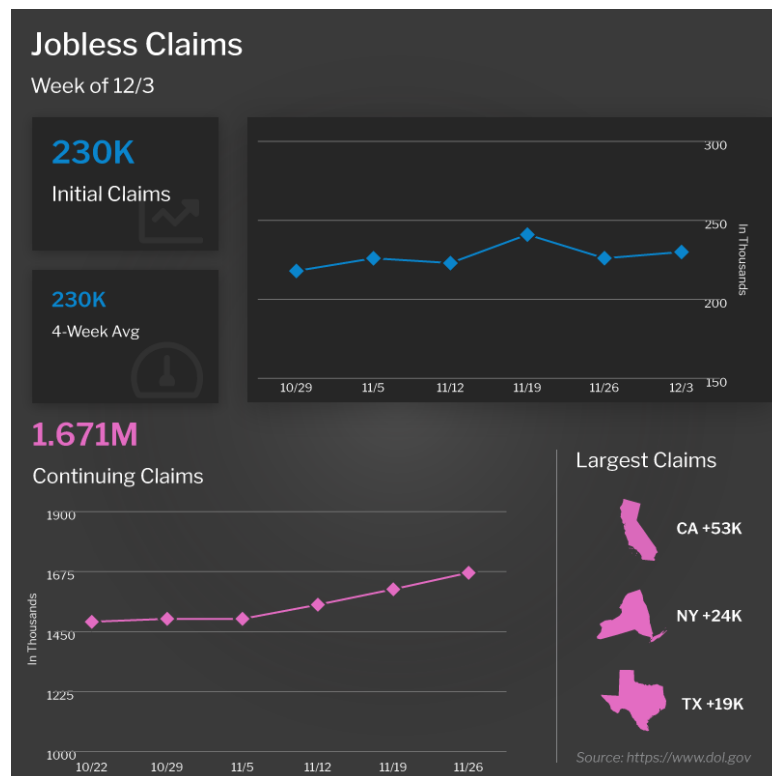 Jobless Claims
Week of 12/3
230K
Initial Claims
230K
4-Week Avg
300
250
200
150
In Thousands
10/29 11/5 11/12 11/19 11/26 12/3
1.671M
Continuing Claims
1900
1675
1450
1225
1000
In Thousands
10/22 10/29 11/5 11/12 11/19 11/26
Largest Claims
CA +53K
NY +24K
TX +19K
Source: https://www.dol.gov